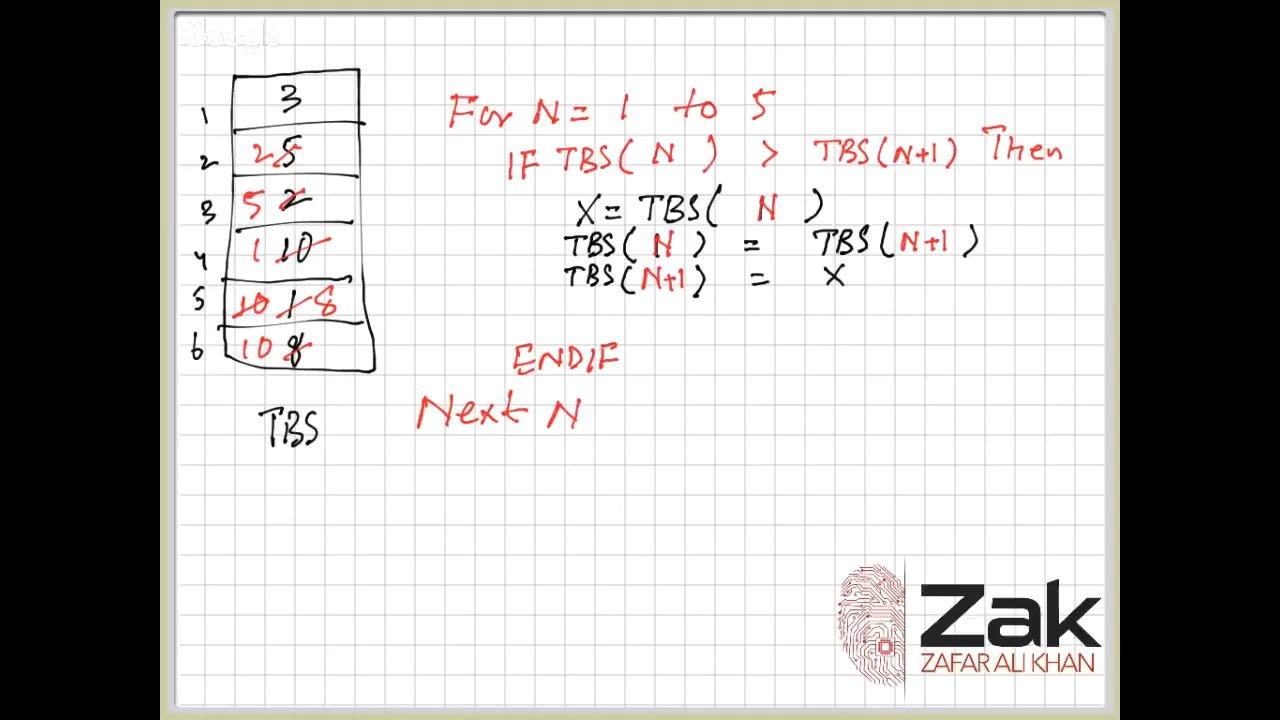 Google
For N = 1 to 5
IF TBS( N ) > TBS(N+1) Then
X = TBS( N )
TBS( N ) = TBS( N+1 )
TBS(N+1) = X
ENDIF
Next N
1 3
2 2 5 5
3 5 2
4 1 10
5 10 1 8
6 10 8
TBS
Zak
ZAFAR ALI KHAN